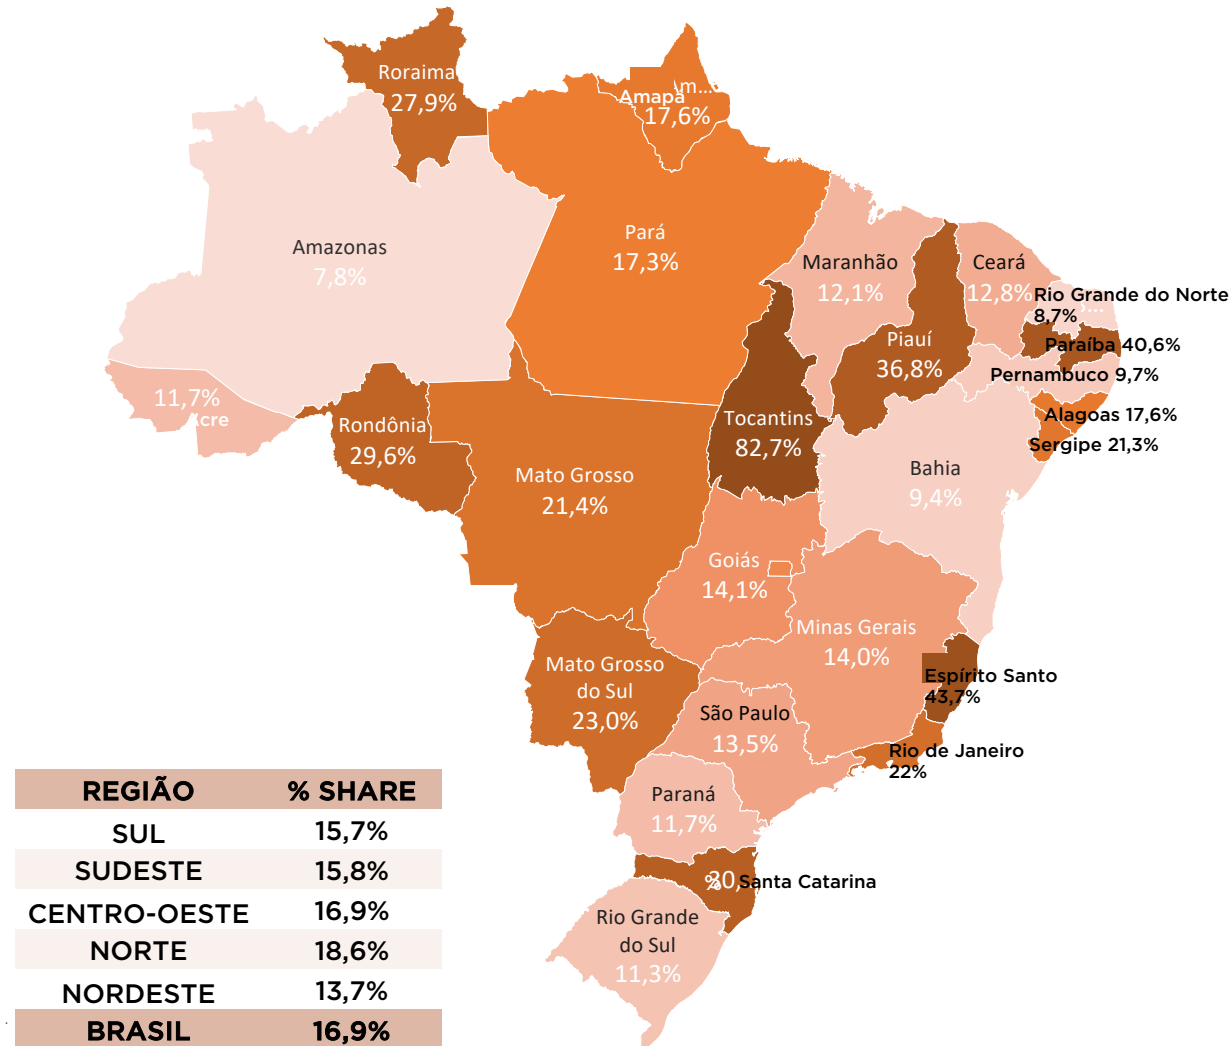 Roraima
27,9%
Amapá
17,6%
Amazonas
7,8%
Pará
17,3%
Maranhão
12,1%
Ceará
12,8%
Rio Grande do Norte
8,7%
Piauí
36,8%
Paraíba 40,6%
Pernambuco 9,7%
Alagoas 17,6%
Sergipe 21,3%
11,7%
Rondônia
29,6%
Tocantins
82,7%
Mato Grosso
21,4%
Bahia
9,4%
Goiás
14,1%
Minas Gerais
14,0%
Mato Grosso
do Sul
23,0%
Espírito Santo
43,7%
São Paulo
13,5%
Rio de Janeiro
22%
Paraná
11,7%
Santa Catarina
Rio Grande
do Sul
11,3%
REGIÃO % SHARE
SUL 15,7%
SUDESTE 15,8%
CENTRO-OESTE 16,9%
NORTE 18,6%
NORDESTE 13,7%
BRASIL 16,9%